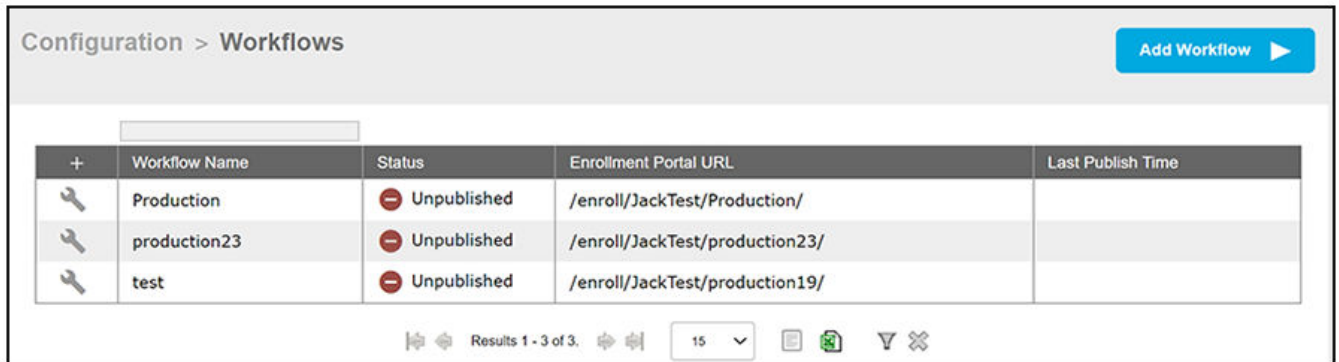 Configuration > Workflows
Add Workflow
+ Workflow Name Status Enrollment Portal URL Last Publish Time
Production Unpublished /enroll/JackTest/Production/
production23 Unpublished /enroll/JackTest/production23/
test Unpublished /enroll/JackTest/production19/
Results 1 - 3 of 3. 15